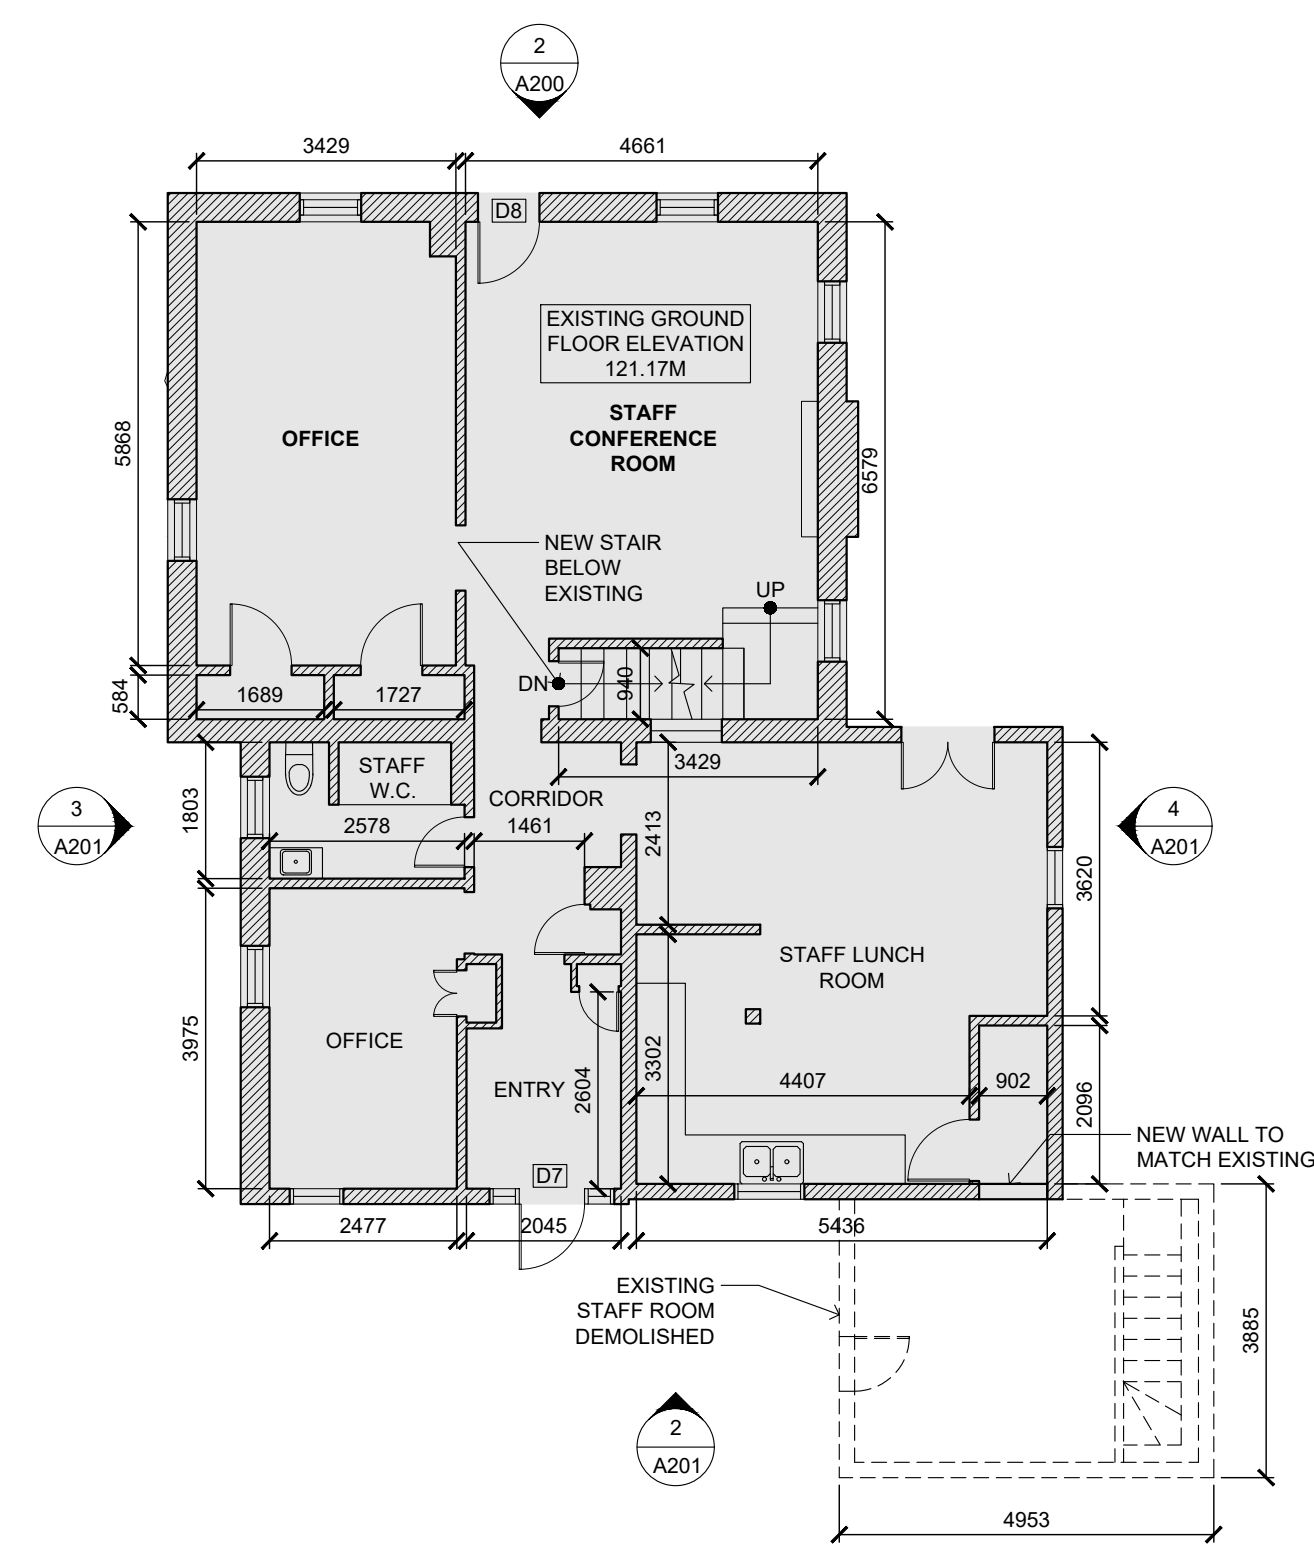 2
A200
3429
4661
D8
EXISTING GROUND
FLOOR ELEVATION
121.17M
STAFF
CONFERENCE
ROOM
OFFICE
5868
6579
NEW STAIR
BELOW
EXISTING
UP
DN
940
584
1689
1727
3429
STAFF
W.C.
CORRIDOR
3
A201
1803
2578
1461
2413
4
A201
3620
STAFF LUNCH
ROOM
3975
OFFICE
ENTRY
2604
3302
4407
902
2096
NEW WALL TO
MATCH EXISTING
D7
2477
2045
5436
EXISTING
STAFF ROOM
DEMOLISHED
3885
2
A201
4953